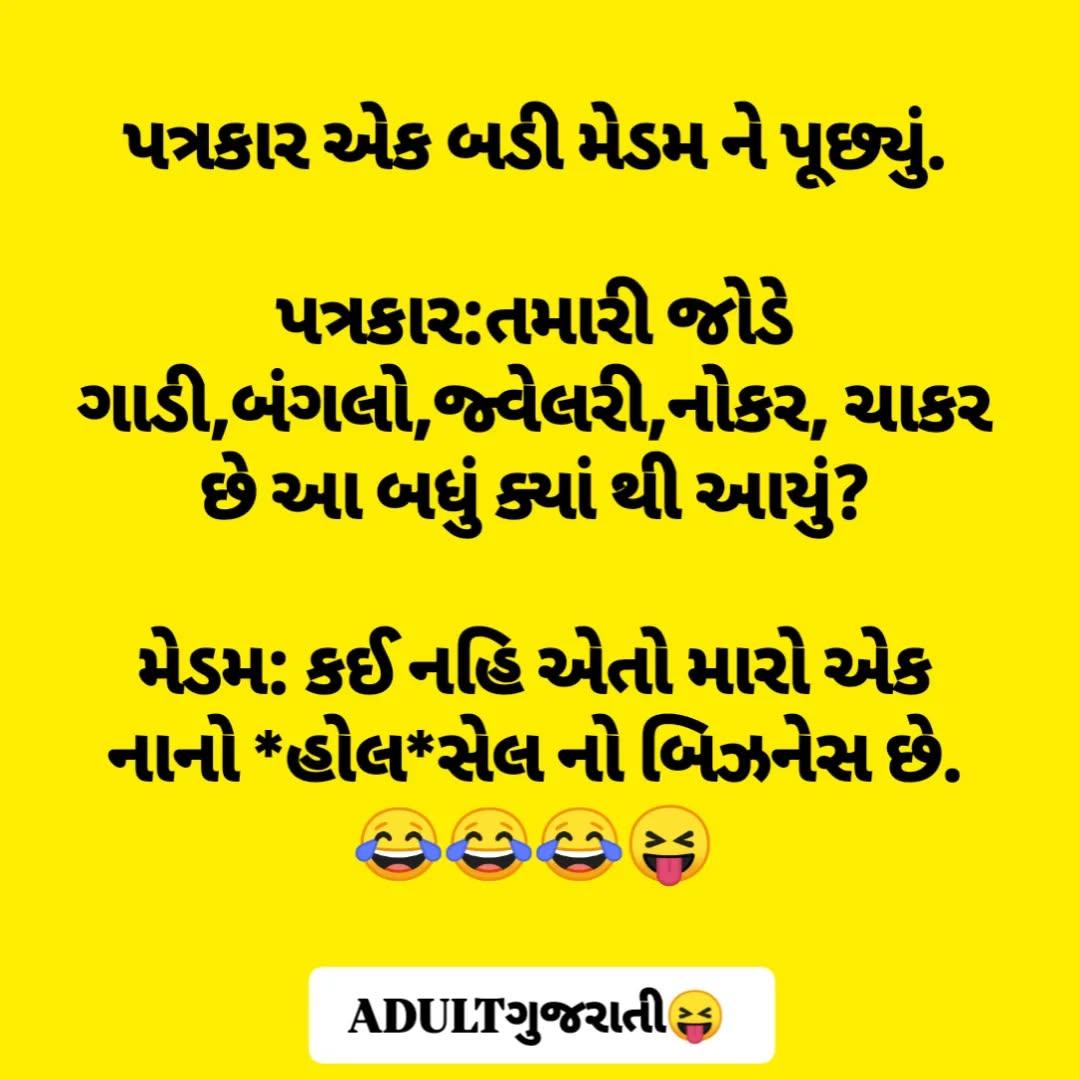 પત્રકાર એક બડી મેડમ ને પૂછ્યું.
પત્રકાર:તમારી જોડે
ગાડી,બંગલો,જ્વેલરી,નોકર, ચાકર
છે આ બધું ક્યાં થી આયું?
મેડમ: કઈ નહિ એતો મારો એક
નાનો *હોલ*સેલ નો બિઝનેસ છે.
😂😂😂😝
ADULTગુજરાતી😝